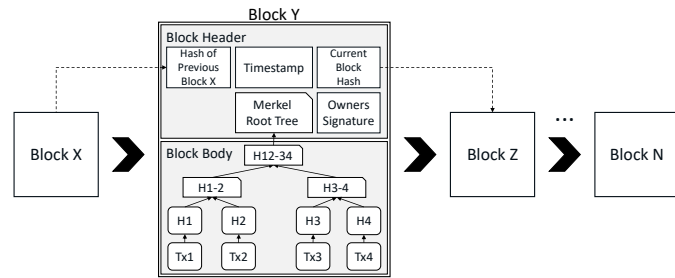 Block Y
Block Header
Hash of
Previous
Block X
Timestamp
Current
Block
Hash
Merkel
Root Tree
Owners
Signature
Block X
Block Z
...
Block N
Block Body
H12-34
H1-2
H3-4
H1
H2
H3
H4
Tx1
Tx2
Tx3
Tx4